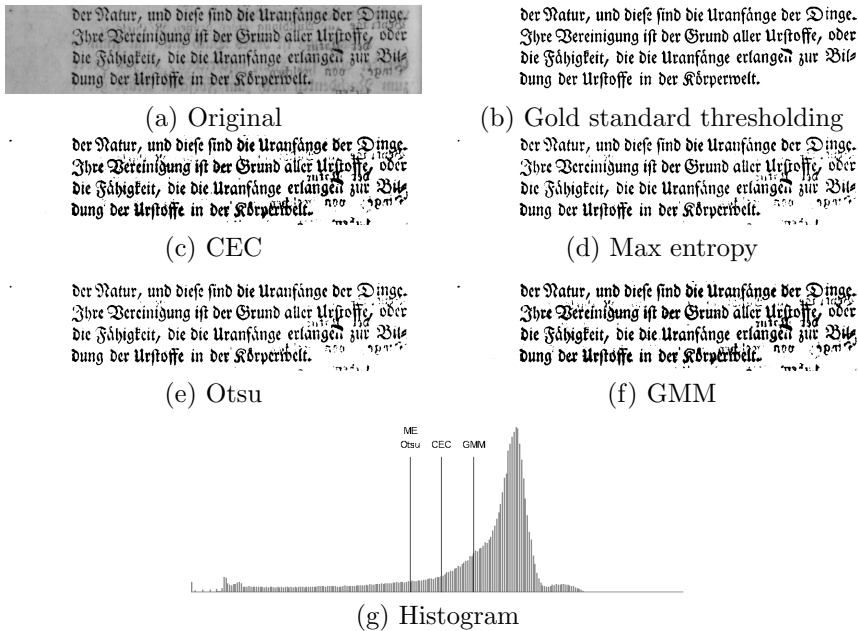 der Natur, und dieſe ſind die Uranfänge der Dinge.
Ihre Vereinigung iſt der Grund aller Urſtoffe, oder
die Fähigkeit, die die Uranfänge erlangen zur Bil-
dung der Urſtoffe in der Körperwelt.
(a) Original
der Natur, und dieſe ſind die Uranfänge der Dinge.
Ihre Vereinigung iſt der Grund aller Urſtoffe, oder
die Fähigkeit, die die Uranfänge erlangen zur Bil-
dung der Urſtoffe in der Körperwelt.
(b) Gold standard thresholding
der Natur, und dieſe ſind die Uranfänge der Dinge.
Ihre Vereinigung iſt der Grund aller Urſtoffe, oder
die Fähigkeit, die die Uranfänge erlangen zur Bil-
dung der Urſtoffe in der Körperwelt.
(c) CEC
der Natur, und dieſe ſind die Uranfänge der Dinge.
Ihre Vereinigung iſt der Grund aller Urſtoffe, oder
die Fähigkeit, die die Uranfänge erlangen zur Bil-
dung der Urſtoffe in der Körperwelt.
(d) Max entropy
der Natur, und dieſe ſind die Uranfänge der Dinge.
Ihre Vereinigung iſt der Grund aller Urſtoffe, oder
die Fähigkeit, die die Uranfänge erlangen zur Bil-
dung der Urſtoffe in der Körperwelt.
(e) Otsu
der Natur, und dieſe ſind die Uranfänge der Dinge.
Ihre Vereinigung iſt der Grund aller Urſtoffe, oder
die Fähigkeit, die die Uranfänge erlangen zur Bil-
dung der Urſtoffe in der Körperwelt.
(f) GMM
ME
Otsu CEC GMM
(g) Histogram